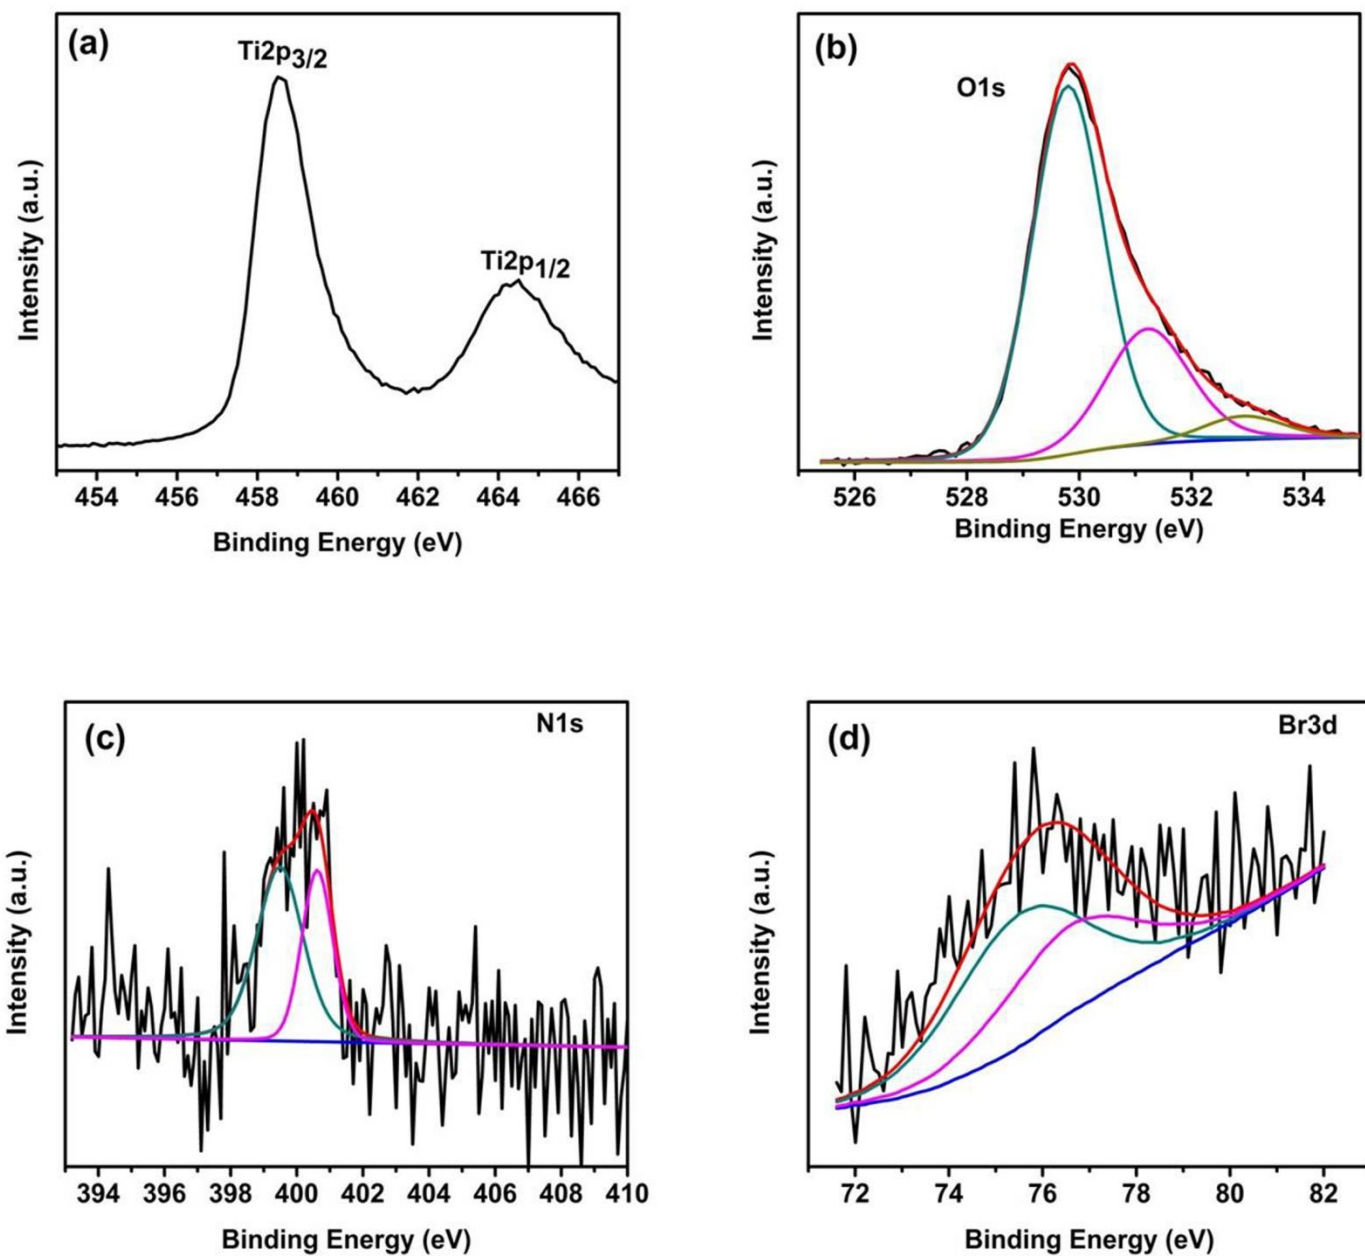 (a)
Ti2p3/2
Ti2p1/2
Intensity (a.u.)
454 456 458 460 462 464 466
Binding Energy (eV)
(b)
O1s
Intensity (a.u.)
526 528 530 532 534
Binding Energy (eV)
(c)
N1s
Intensity (a.u.)
394 396 398 400 402 404 406 408 410
Binding Energy (eV)
(d)
Br3d
Intensity (a.u.)
72 74 76 78 80 82
Binding Energy (eV)